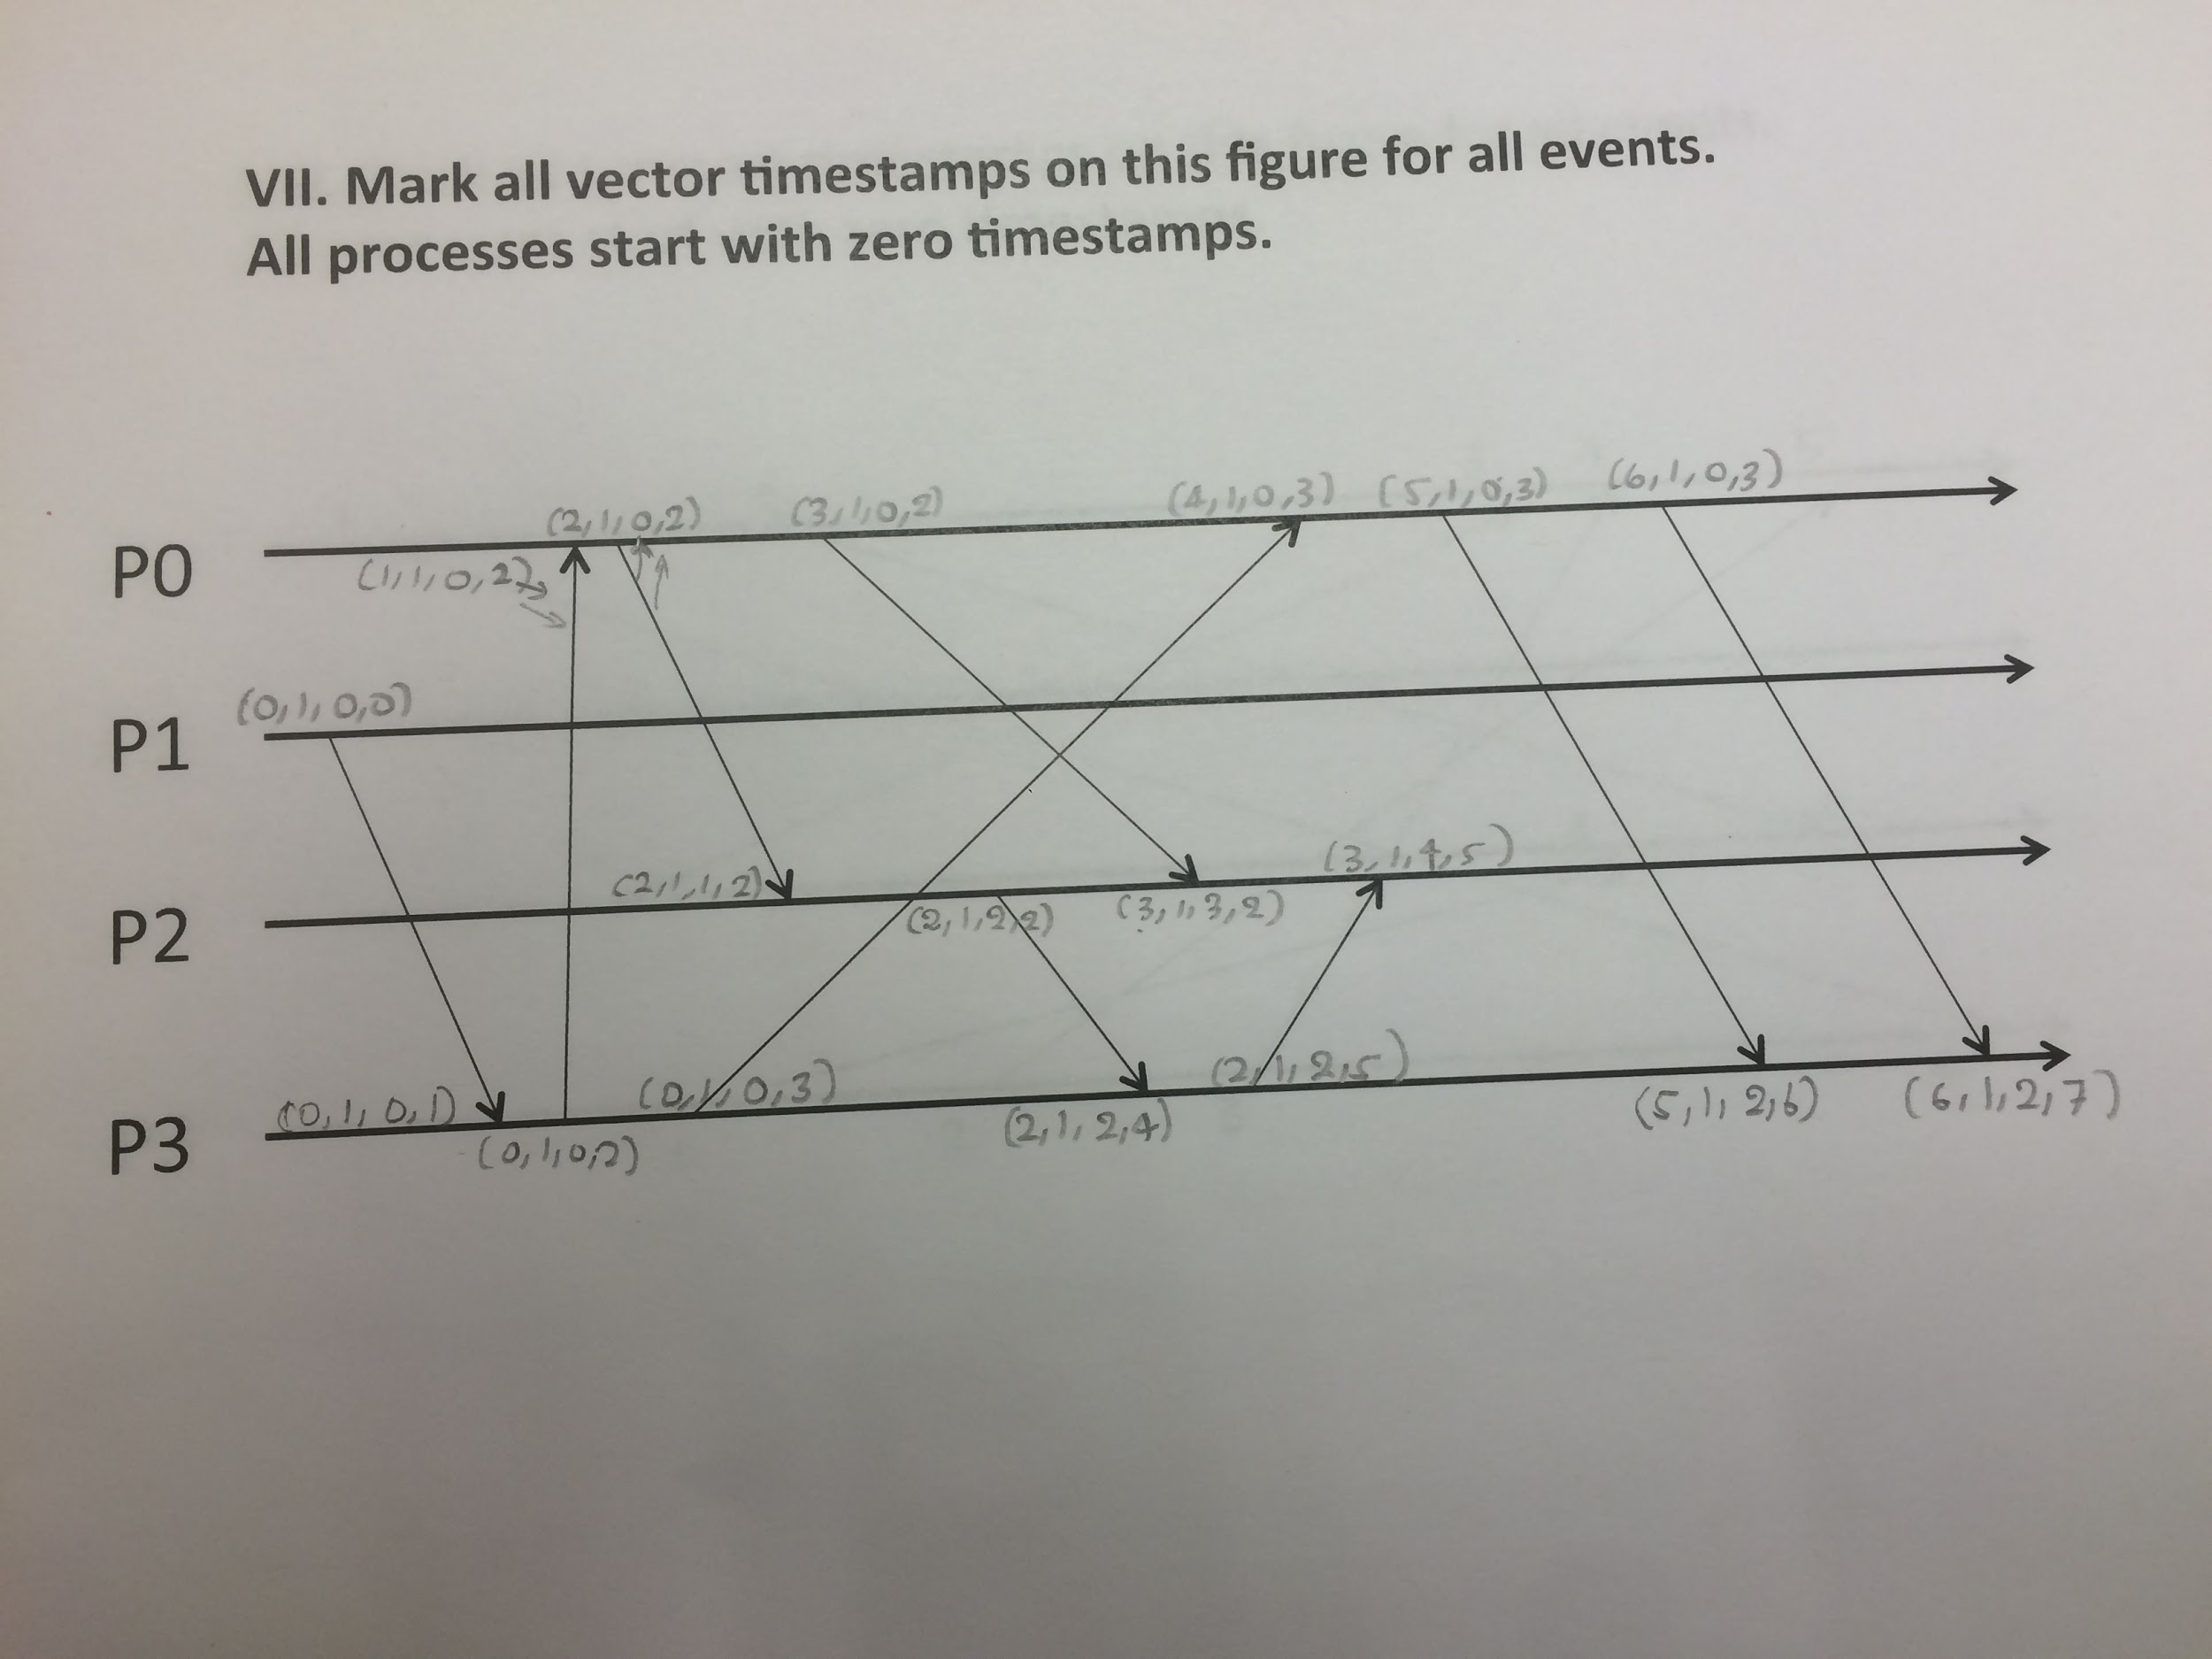 VII. Mark all vector timestamps on this figure for all events.
All processes start with zero timestamps.
(2,1,0,2) (3,1,0,2) (4,1,0,3) (5,1,0,3) (6,1,0,3)
P0
(1,1,0,2)
(0,1,0,0)
P1
(2,1,1,2) (3,1,4,5)
P2
(2,1,2,2) (3,1,3,2)
(0,1,0,1) (0,1,0,3) (2,1,2,5)
P3
(0,1,0,2) (2,1,2,4) (5,1,2,6) (6,1,2,7)